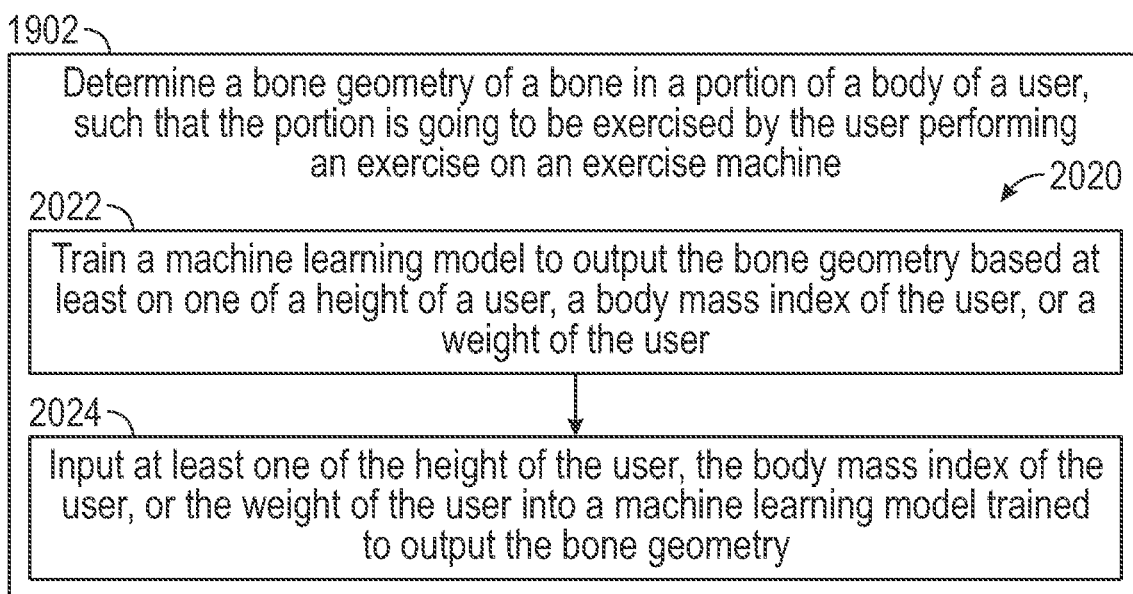 1902
Determine a bone geometry of a bone in a portion of a body of a user,
such that the portion is going to be exercised by the user performing
an exercise on an exercise machine
2020
2022
Train a machine learning model to output the bone geometry based at
least on one of a height of a user, a body mass index of the user, or a
weight of the user
2024
Input at least one of the height of the user, the body mass index of the
user, or the weight of the user into a machine learning model trained
to output the bone geometry